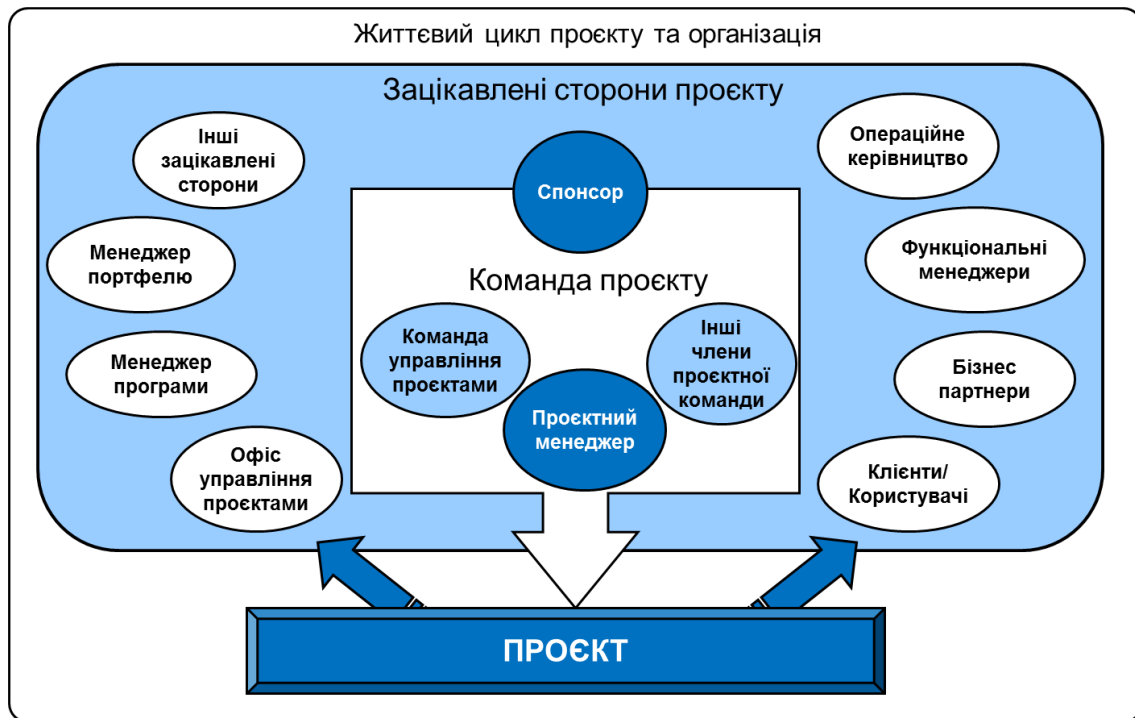 Життєвий цикл проєкту та організація
Зацікавлені сторони проєкту
Інші
зацікавлені
сторони
Менеджер
портфелю
Менеджер
програми
Офіс
управління
проєктами
Спонсор
Команда проєкту
Команда
управління
проєктами
Інші
члени
проєктної
команди
Проєктний
менеджер
Операційне
керівництво
Функціональні
менеджери
Бізнес
партнери
Клієнти/
Користувачі
ПРОЄКТ